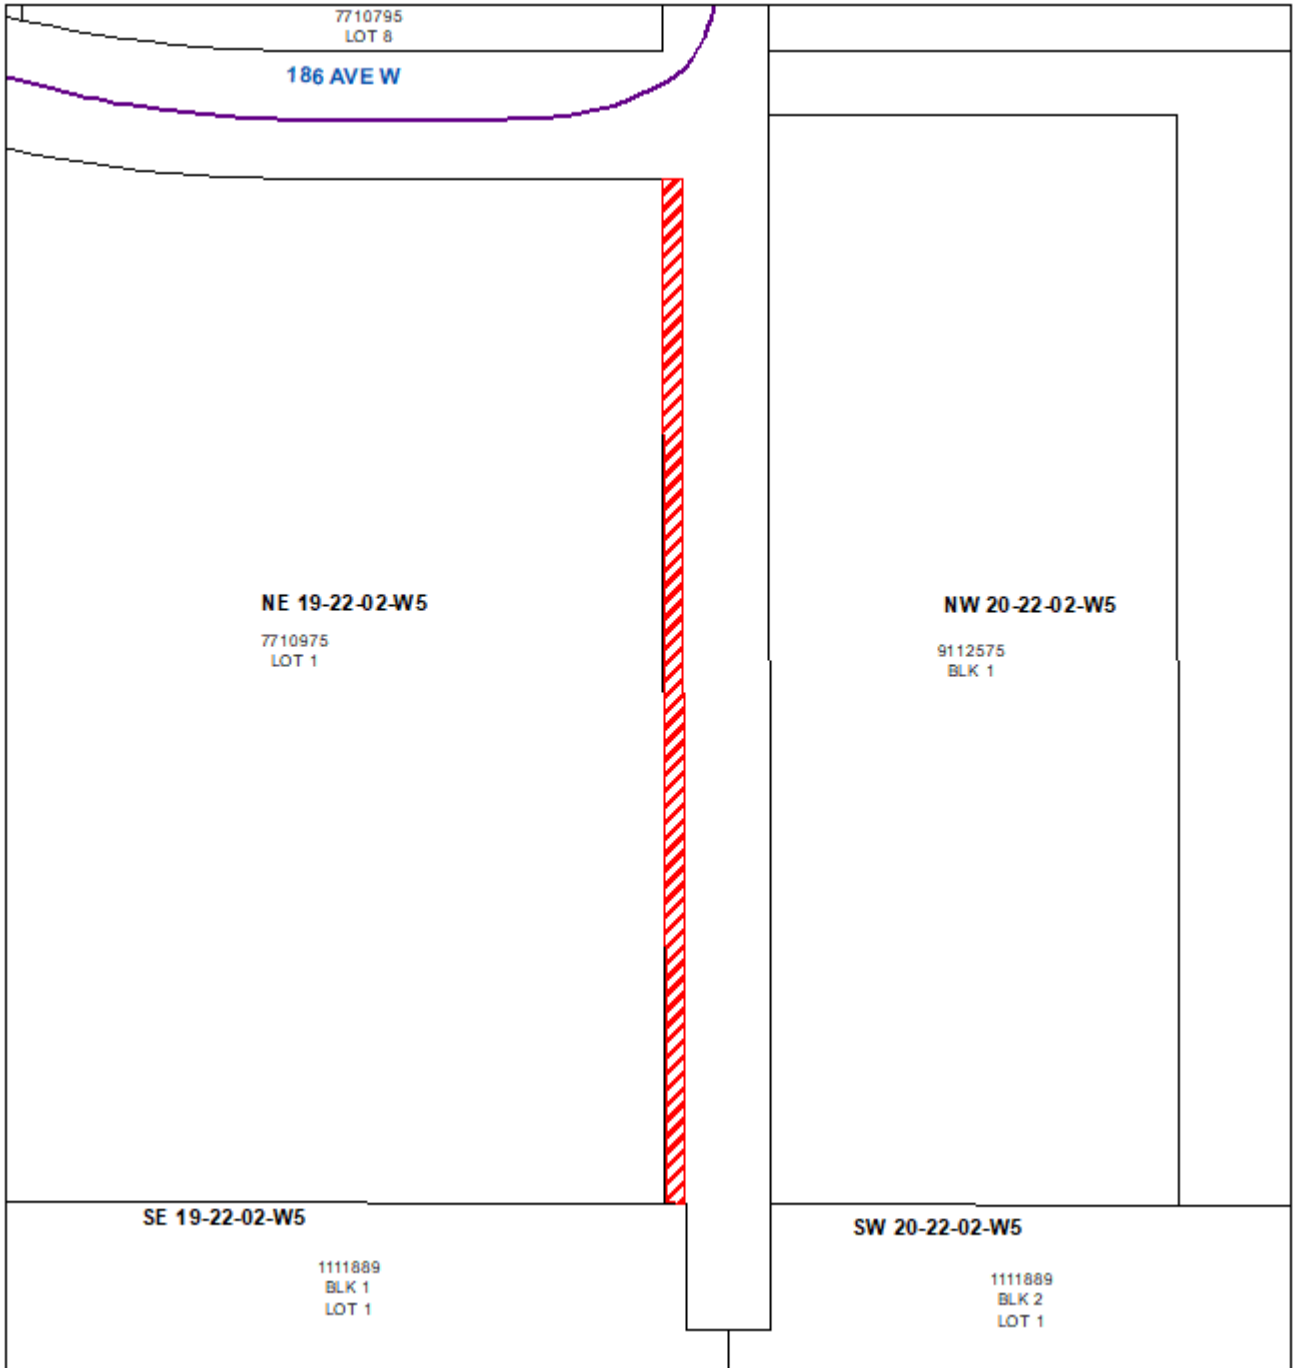 7710795
LOT 8
186 AVE W
NE 19-22-02-W5
7710975
LOT 1
NW 20-22-02-W5
9112575
BLK 1
SE 19-22-02-W5
1111889
BLK 1
LOT 1
SW 20-22-02-W5
1111889
BLK 2
LOT 1